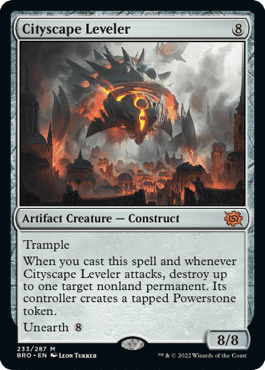 Cityscape Leveler 8
Artifact Creature — Construct
Trample
When you cast this spell and whenever
Cityscape Leveler attacks, destroy up
to one target nonland permanent. Its
controller creates a tapped Powerstone
token.
Unearth 8
8/8
233/287 M
BRO • EN Leon Tukker
™ & © 2022 Wizards of the Coast